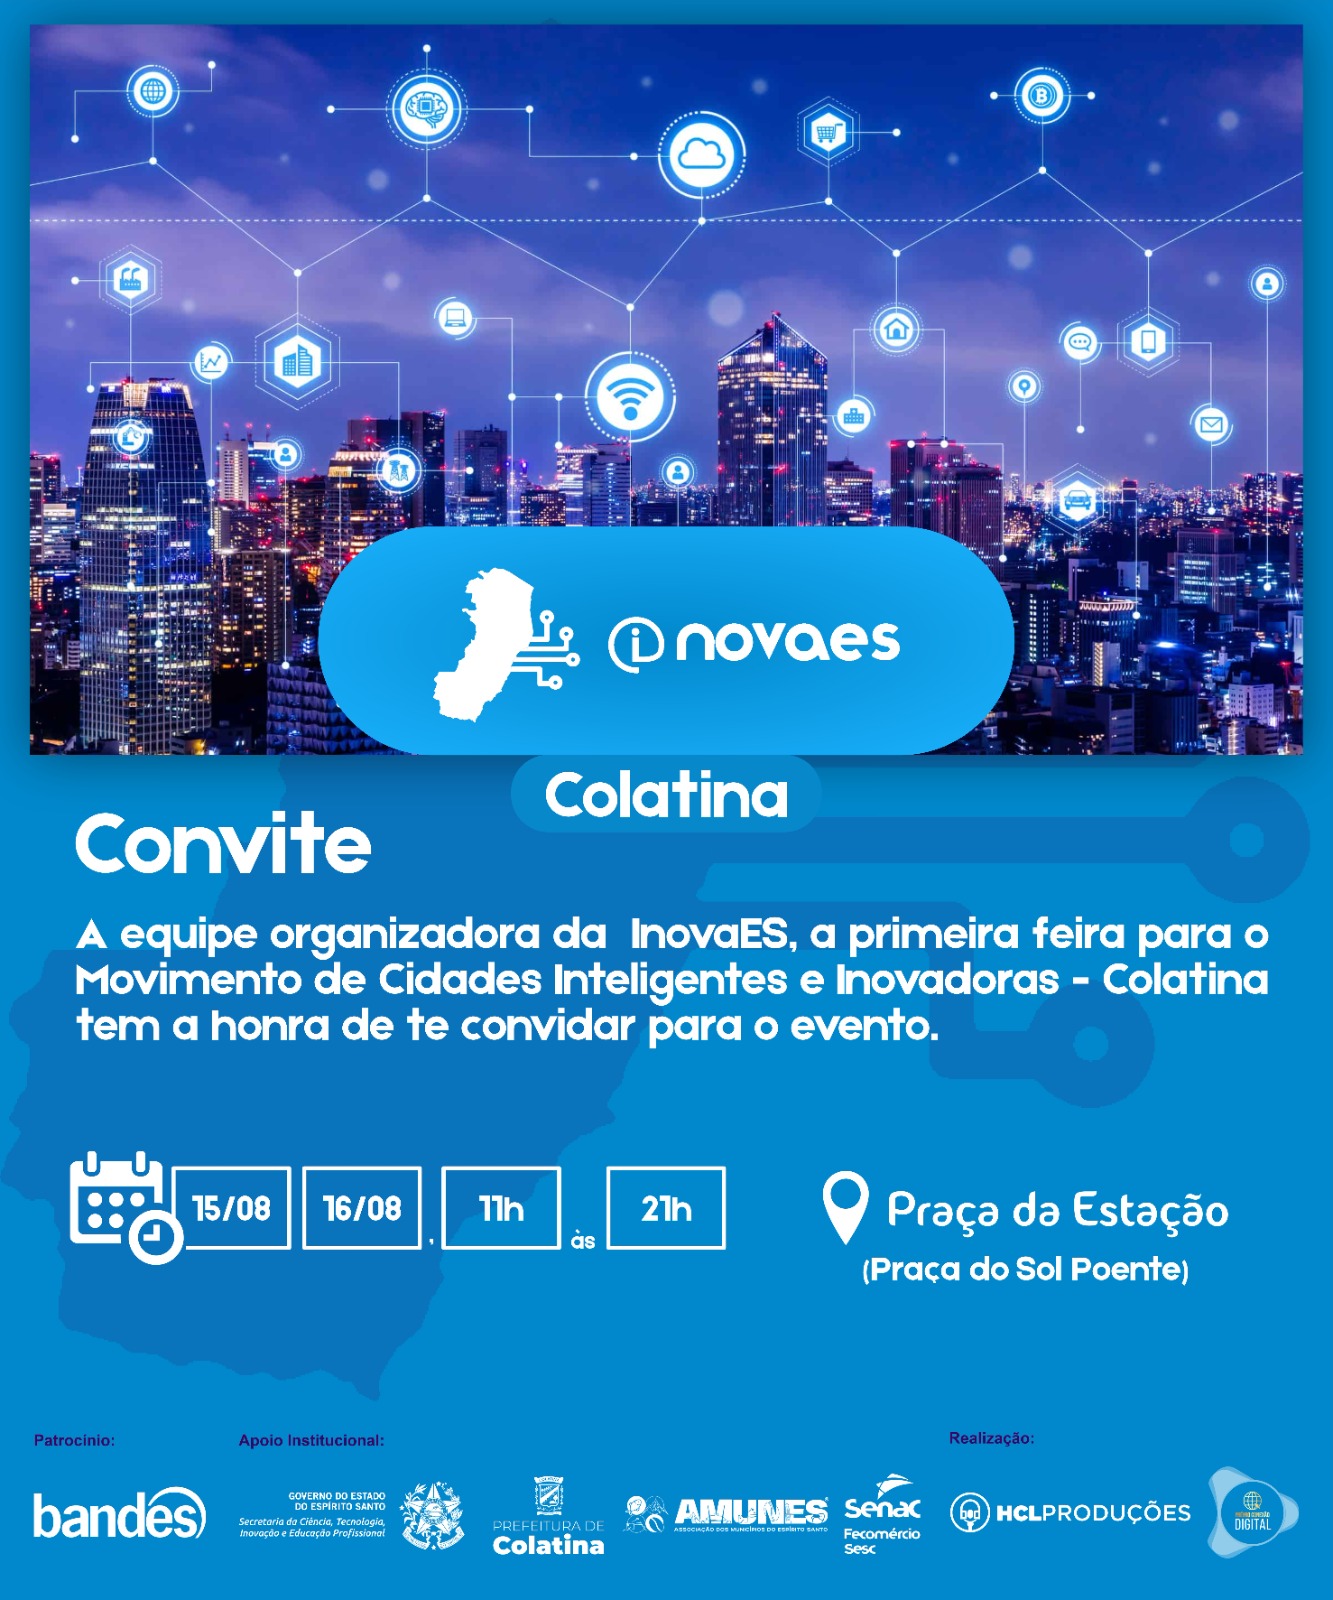 inovaes
Colatina
Convite
A equipe organizadora da InovaES, a primeira feira para o
Movimento de Cidades Inteligentes e Inovadoras - Colatina
tem a honra de te convidar para o evento.
15/08 16/08, 11h às 21h
Praça da Estação
(Praça do Sol Poente)
Patrocinio:
bandes
Apoio Institucional:
GOVERNO DO ESTADO
DO ESPÍRITO SANTO
Secretaria da Ciência, Tecnologia,
Inovação e Educação Profissional
PREFEITURA DE
Colatina
AMUNES
ASSOCIAÇÃO DOS MUNICÍPIOS DO ESPÍRITO SANTO
Senac
Fecomércio
Sesc
Realização:
HCLPRODUÇÕES
DIGITAL